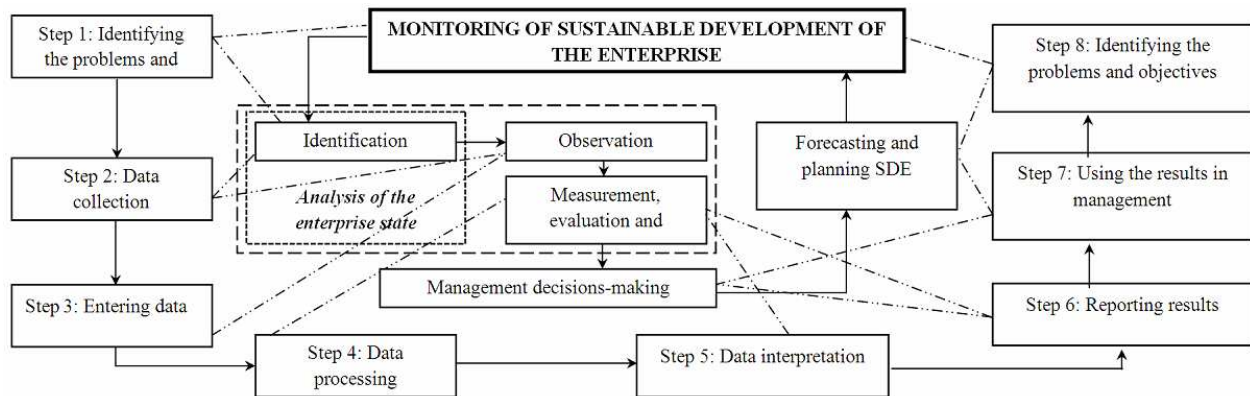 Step 1: Identifying
the problems and
MONITORING OF SUSTAINABLE DEVELOPMENT OF
THE ENTERPRISE
Step 8: Identifying the
problems and objectives
Identification
Observation
Forecasting and
planning SDE
Step 2: Data
collection
Analysis of the
enterprise state
Measurement,
evaluation and
Step 7: Using the results in
management
Management decisions-making
Step 3: Entering data
Step 6: Reporting results
Step 4: Data
processing
Step 5: Data interpretation